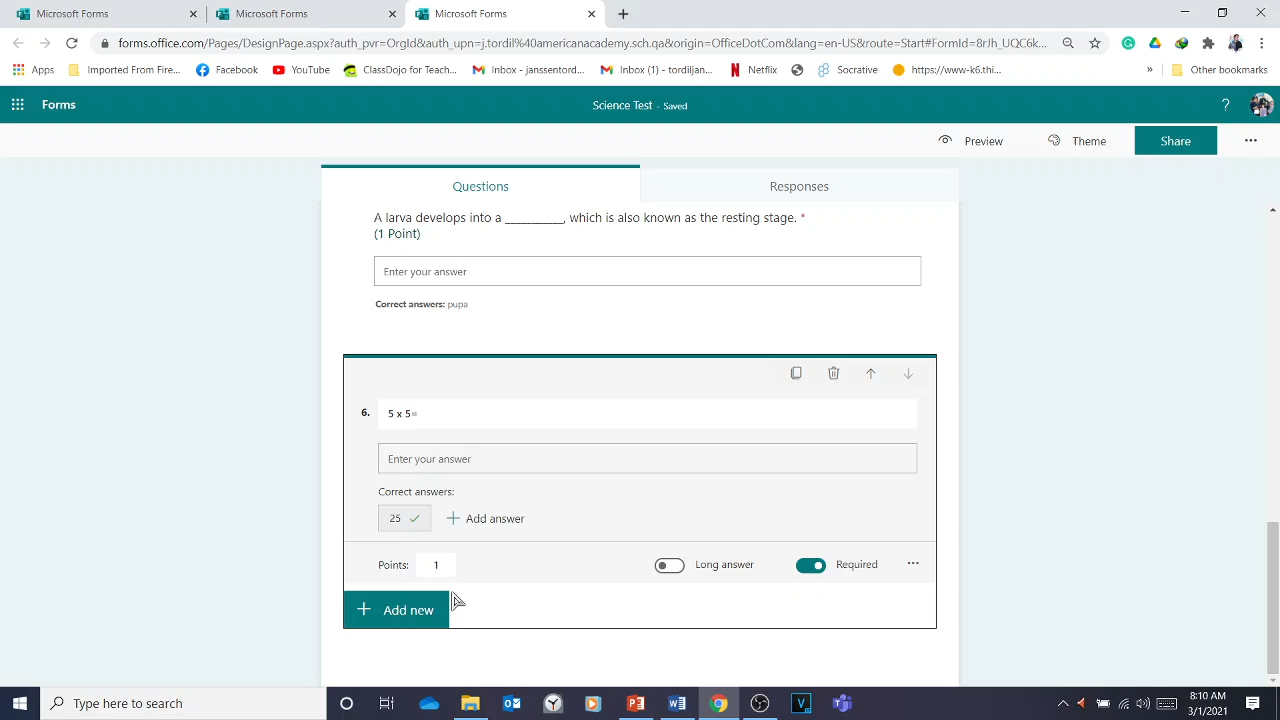 Microsoft Forms
Microsoft Forms
Microsoft Forms
forms.office.com/Pages/DesignPage.aspx?auth_pvr=OrgId&auth_upn=j.tordil%40americanacademy.sch.qa&origin=OfficeDotCom&lang=en-US&route=Start#FormId=8rJh_UQC6k...
Apps
Imported From Fire...
Facebook
YouTube
ClassDojo for Teach...
Inbox - janssentord...
Inbox (1) - tordiljan...
Netflix
Socrative
https://www-k6.thi...
»
Other bookmarks
Forms
Science Test - Saved
?
Preview
Theme
Share
Questions
Responses
A larva develops into a __________, which is also known as the resting stage. *
(1 Point)
Enter your answer
Correct answers: pupa
6.
5 x 5=
Enter your answer
Correct answers:
25
Add answer
Points: 1
Long answer
Required
Add new
Type here to search
8:10 AM
3/1/2021